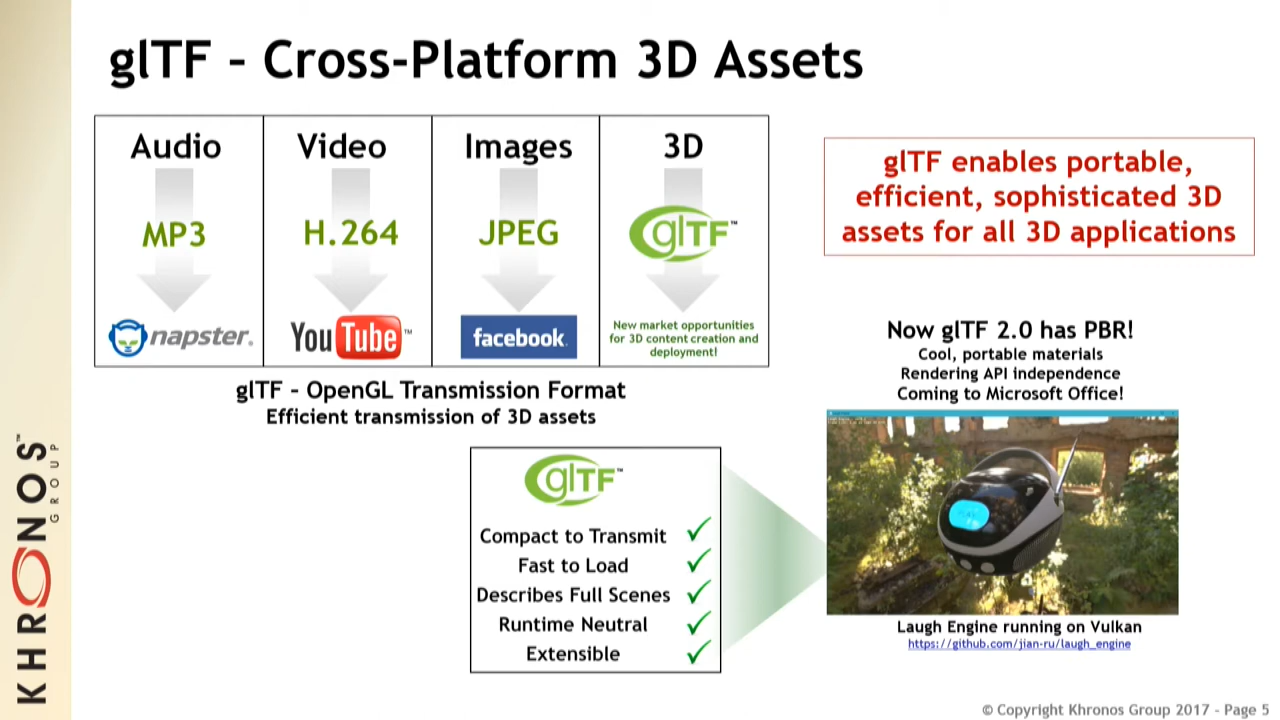 glTF – Cross-Platform 3D Assets
Audio
MP3
napster.
Video
H.264
YouTube™
Images
JPEG
facebook
3D
glTF™
New market opportunities
for 3D content creation and
deployment!
glTF – OpenGL Transmission Format
Efficient transmission of 3D assets
glTF™
Compact to Transmit ✓
Fast to Load ✓
Describes Full Scenes ✓
Runtime Neutral ✓
Extensible ✓
glTF enables portable,
efficient, sophisticated 3D
assets for all 3D applications
Now glTF 2.0 has PBR!
Cool, portable materials
Rendering API independence
Coming to Microsoft Office!
Laugh Engine running on Vulkan
https://github.com/jian-ru/laugh_engine
KHRONOS™
GROUP
© Copyright Khronos Group 2017 - Page 5